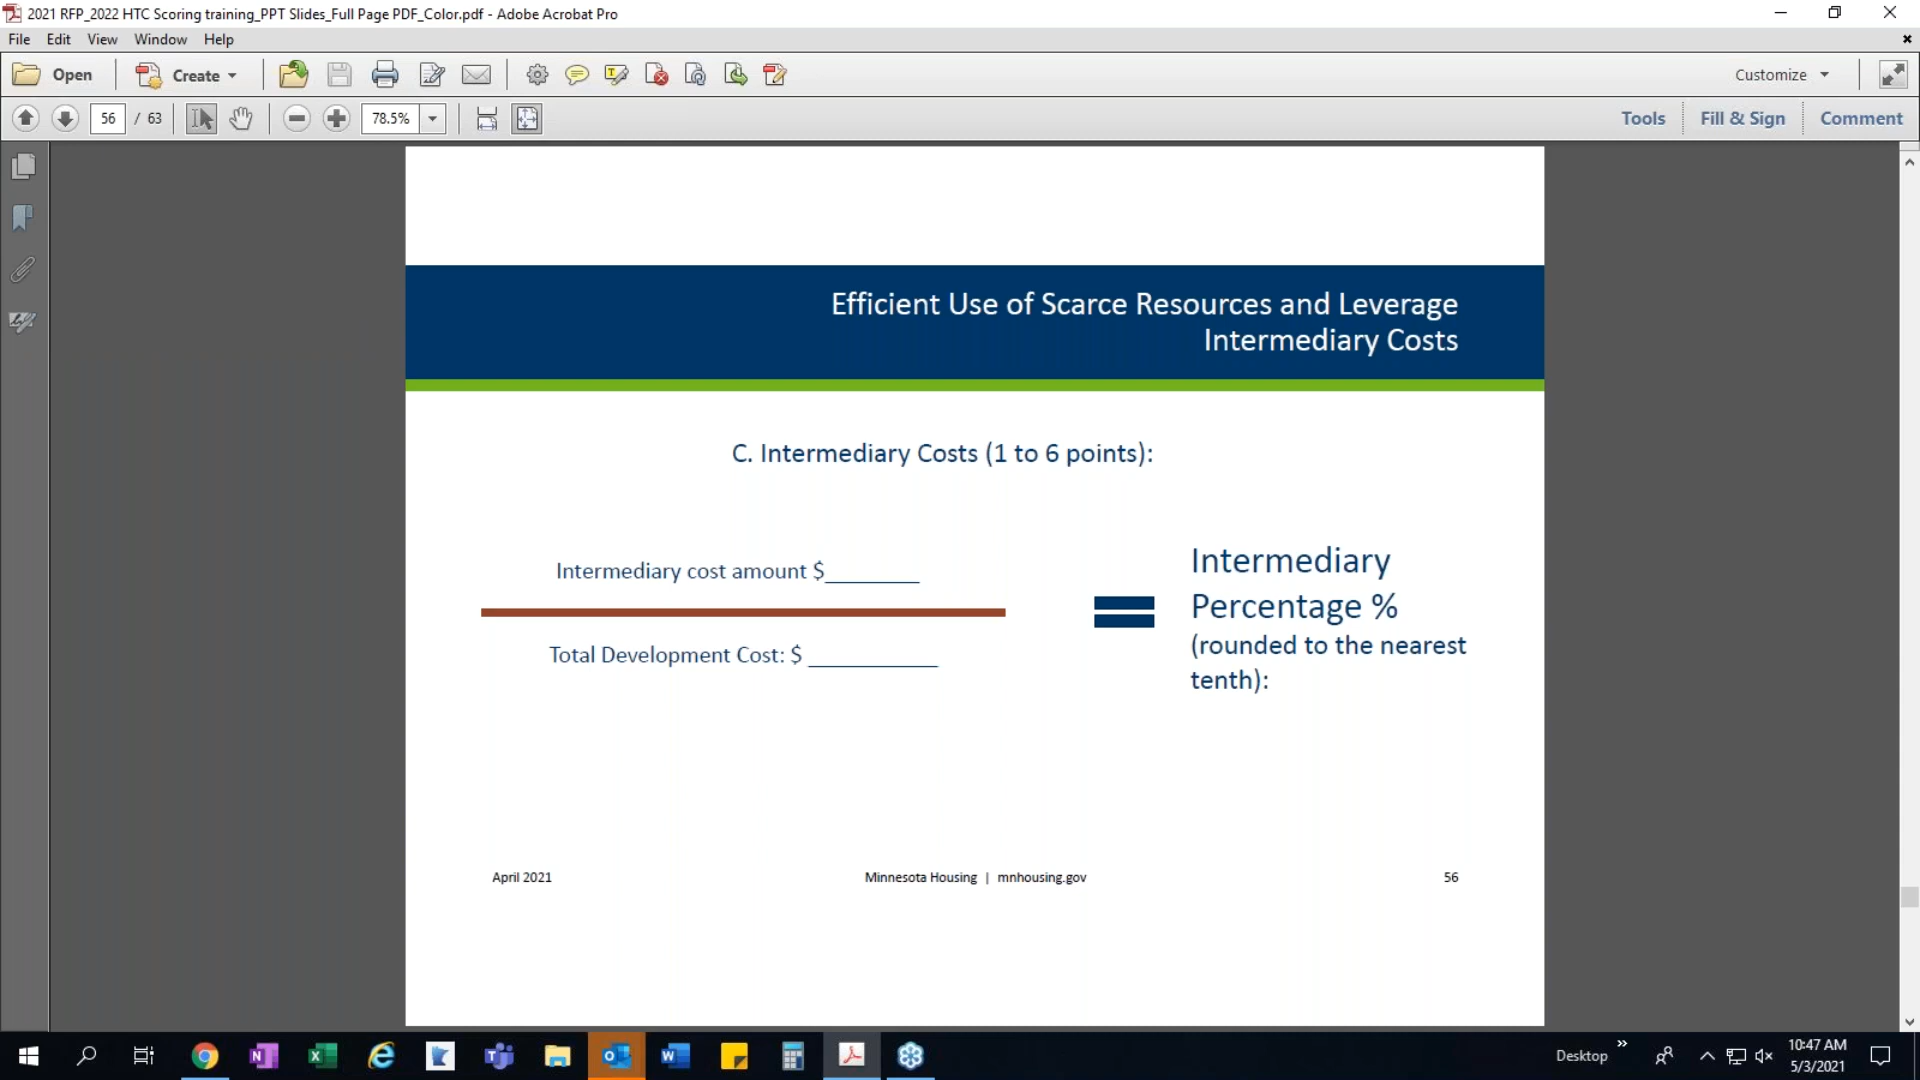 2021 RFP_2022 HTC Scoring training_PPT Slides_Full Page PDF_Color.pdf - Adobe Acrobat Pro
File Edit View Window Help
Open Create Customize
56 / 63 78.5% Tools Fill & Sign Comment
Efficient Use of Scarce Resources and Leverage
Intermediary Costs
C. Intermediary Costs (1 to 6 points):
Intermediary cost amount $________
Total Development Cost: $ ___________
Intermediary
Percentage %
(rounded to the nearest
tenth):
April 2021 Minnesota Housing | mnhousing.gov 56
Desktop
10:47 AM
5/3/2021